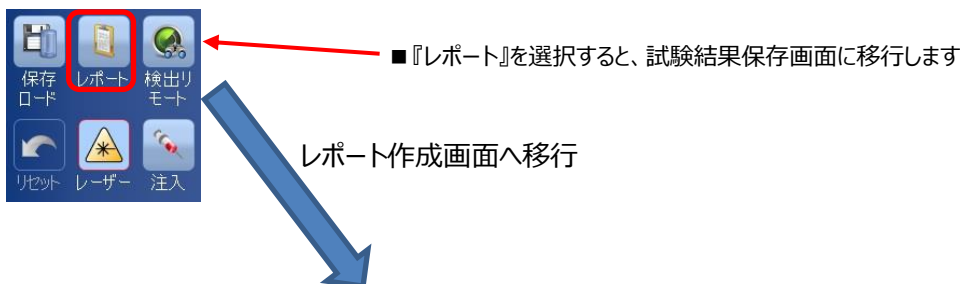 保存
ロード
レポート
検出リ
モート
■『レポート』を選択すると、試験結果保存画面に移行します
リセット
レーザー
注入
レポート作成画面へ移行